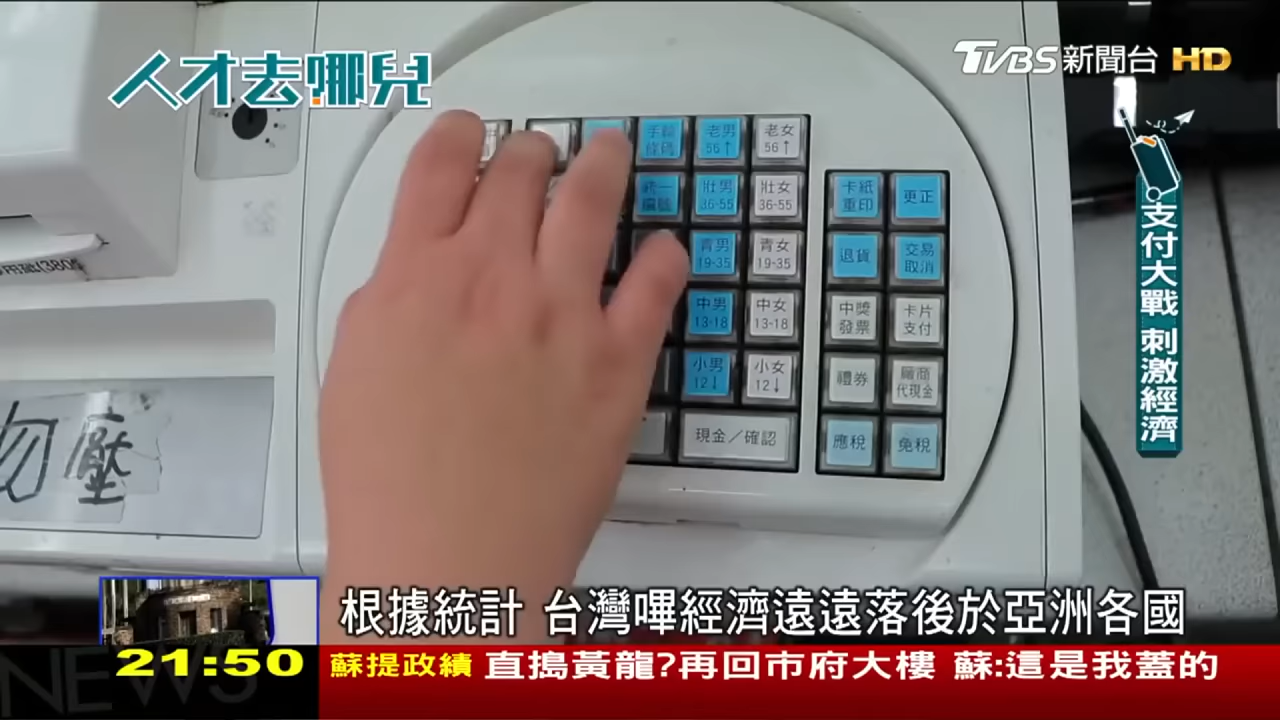 人才去哪兒
TVBS新聞台 HD
支付大戰 刺激經濟
手輸條碼
老男 56↑
老女 56↑
統一編號
壯男 36-55
壯女 36-55
青男 19-35
青女 19-35
中男 13-18
中女 13-18
小男 12↓
小女 12↓
現金／確認
卡紙重印
更正
退貨
交易取消
中獎發票
卡片支付
禮券
廠商代現金
應稅
免稅
勿壓
根據統計 台灣嗶經濟遠遠落後於亞洲各國
21:50
蘇提政績 直搗黃龍?再回市府大樓 蘇:這是我蓋的
NEWS